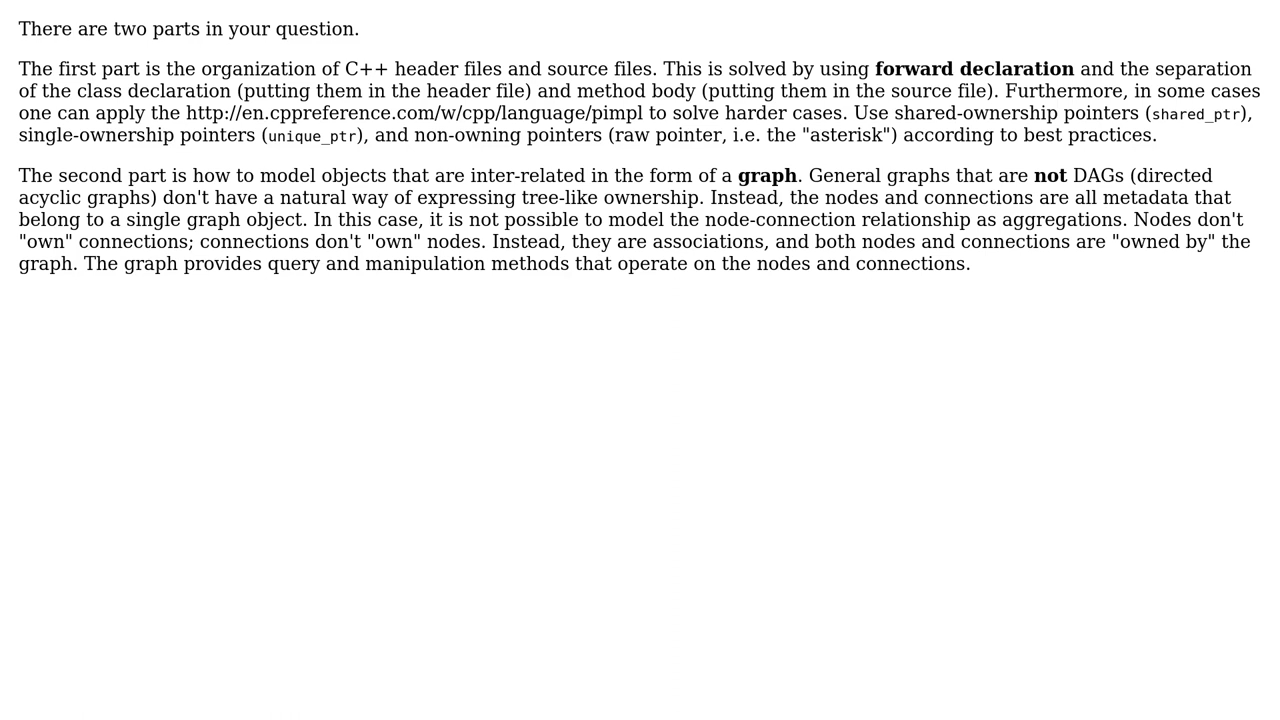 There are two parts in your question.
The first part is the organization of C++ header files and source files. This is solved by using forward declaration and the separation
of the class declaration (putting them in the header file) and method body (putting them in the source file). Furthermore, in some cases
one can apply the http://en.cppreference.com/w/cpp/language/pimpl to solve harder cases. Use shared-ownership pointers (shared_ptr),
single-ownership pointers (unique_ptr), and non-owning pointers (raw pointer, i.e. the "asterisk") according to best practices.
The second part is how to model objects that are inter-related in the form of a graph. General graphs that are not DAGs (directed
acyclic graphs) don't have a natural way of expressing tree-like ownership. Instead, the nodes and connections are all metadata that
belong to a single graph object. In this case, it is not possible to model the node-connection relationship as aggregations. Nodes don't
"own" connections; connections don't "own" nodes. Instead, they are associations, and both nodes and connections are "owned by" the
graph. The graph provides query and manipulation methods that operate on the nodes and connections.